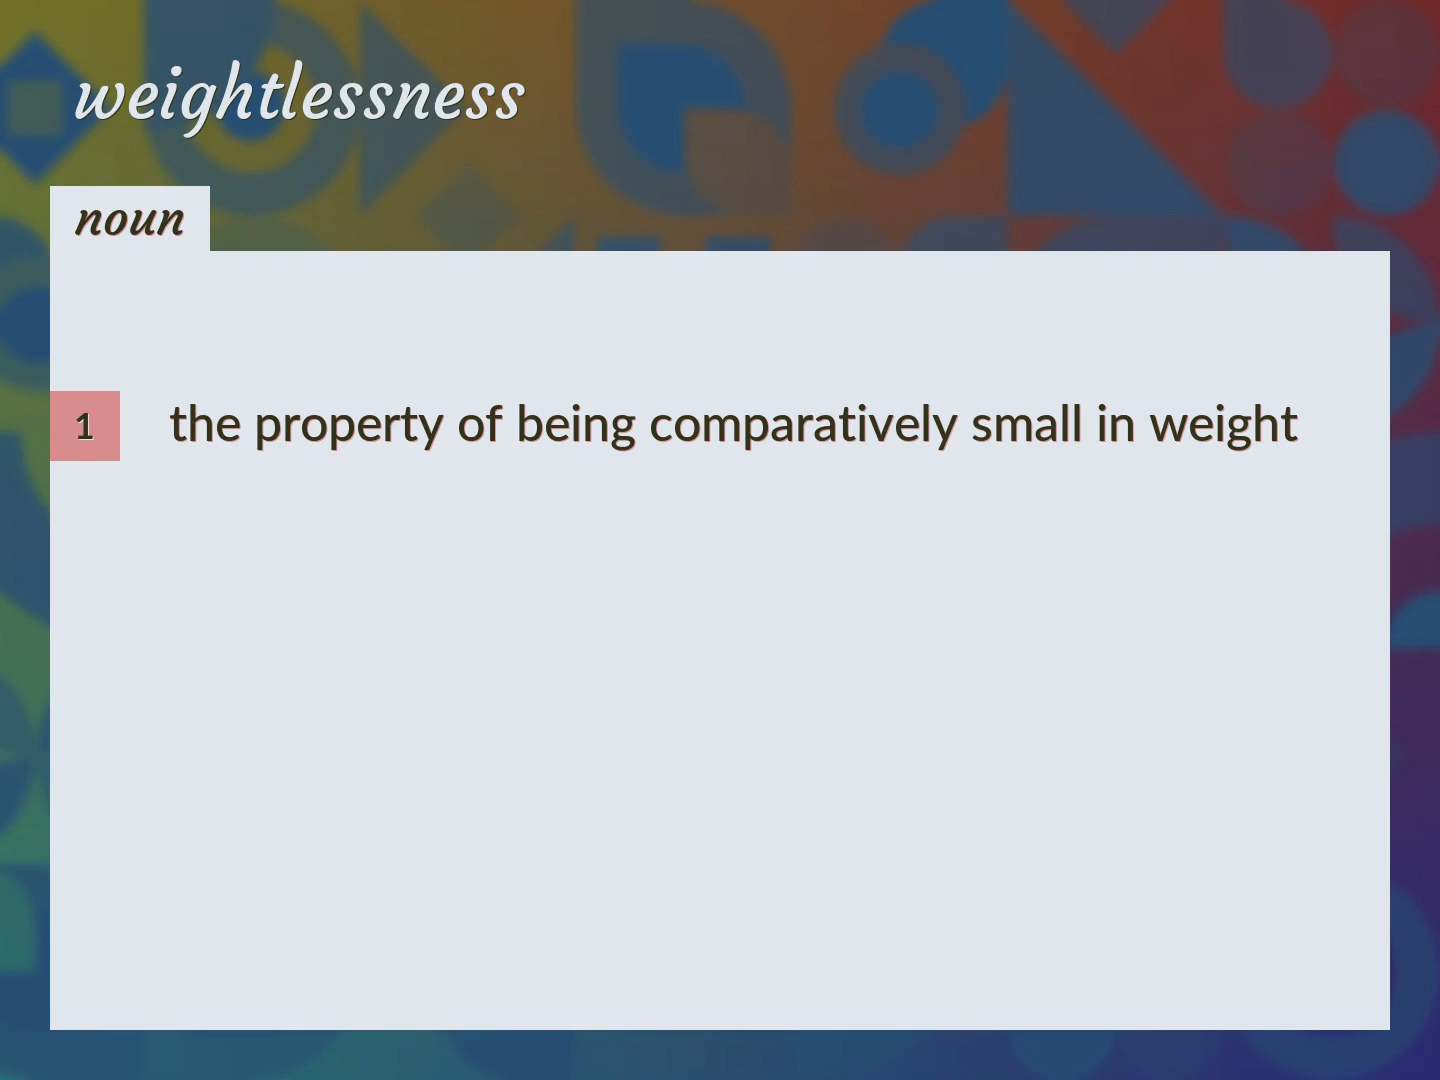 weightlessness
noun
1 the property of being comparatively small in weight